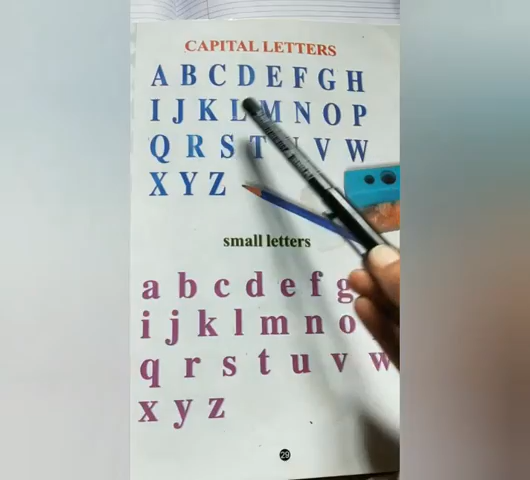 CAPITAL LETTERS
A B C D E F G H
I J K L M N O P
Q R S T U V W
X Y Z
small letters
a b c d e f g
i j k l m n o
q r s t u v w
x y z
29